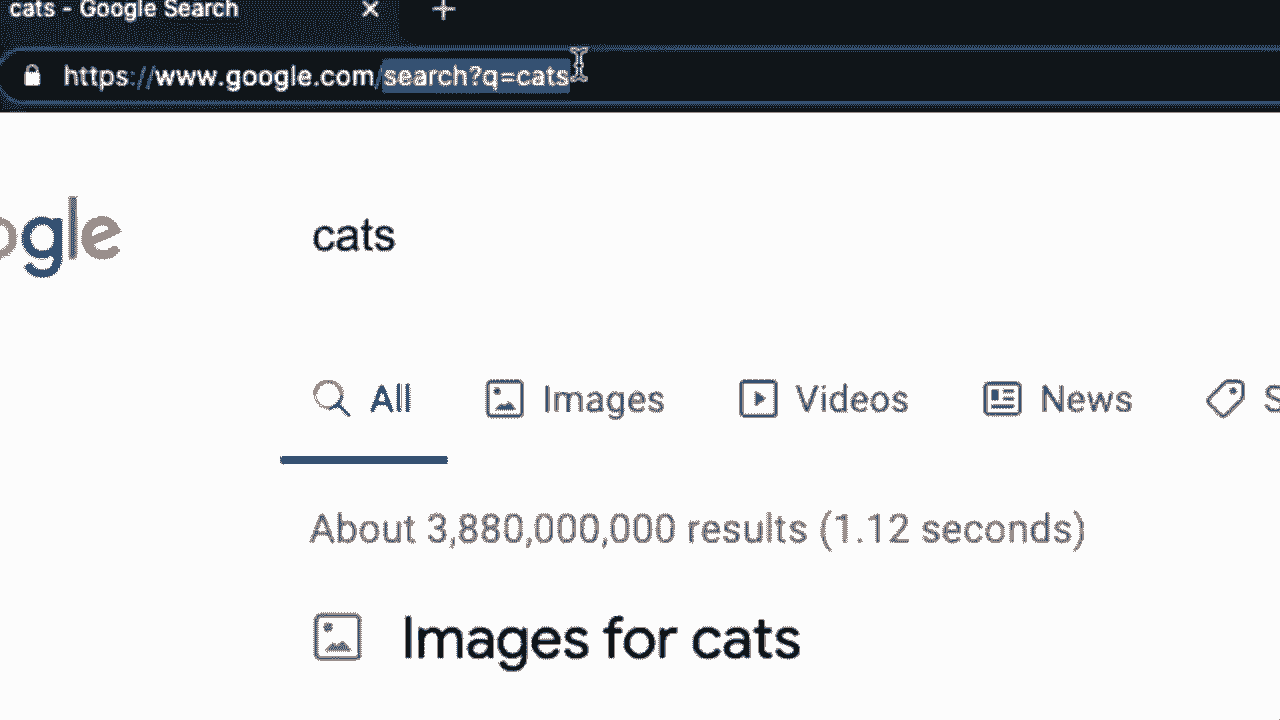 cats - Google Search
https://www.google.com/search?q=cats
ogle
cats
All Images Videos News S
About 3,880,000,000 results (1.12 seconds)
Images for cats